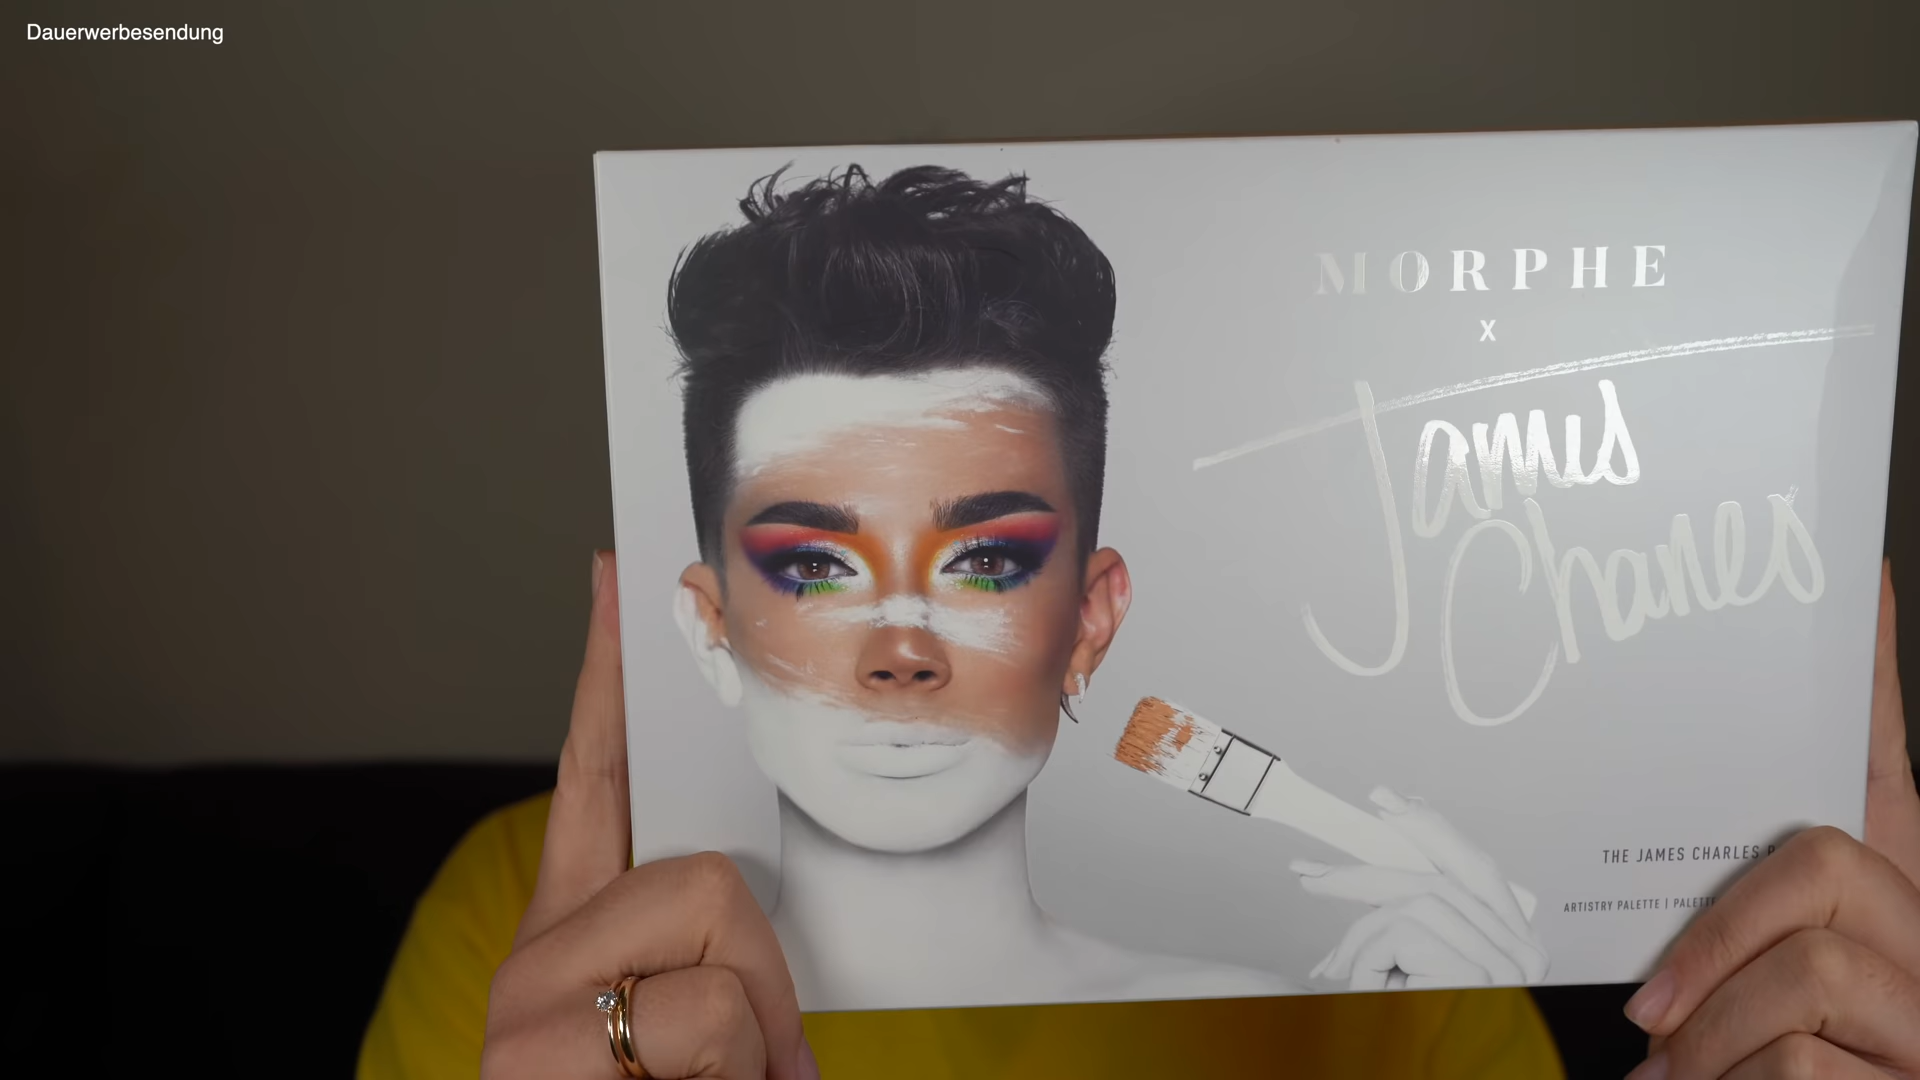 Dauerwerbesendung
MORPHE
X
James
Charles
THE JAMES CHARLES
ARTISTRY PALETTE | PALETTE